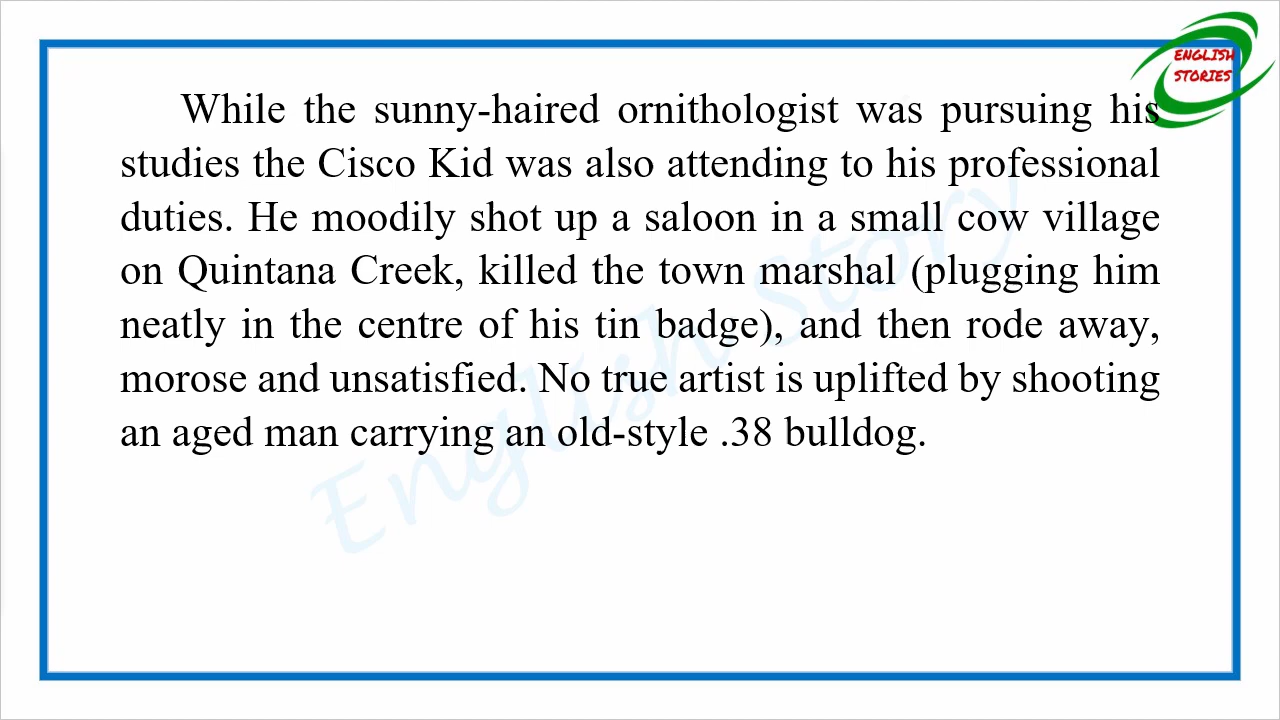 ENGLISH
STORIES
While the sunny-haired ornithologist was pursuing his
studies the Cisco Kid was also attending to his professional
duties. He moodily shot up a saloon in a small cow village
on Quintana Creek, killed the town marshal (plugging him
neatly in the centre of his tin badge), and then rode away,
morose and unsatisfied. No true artist is uplifted by shooting
an aged man carrying an old-style .38 bulldog.
English Story